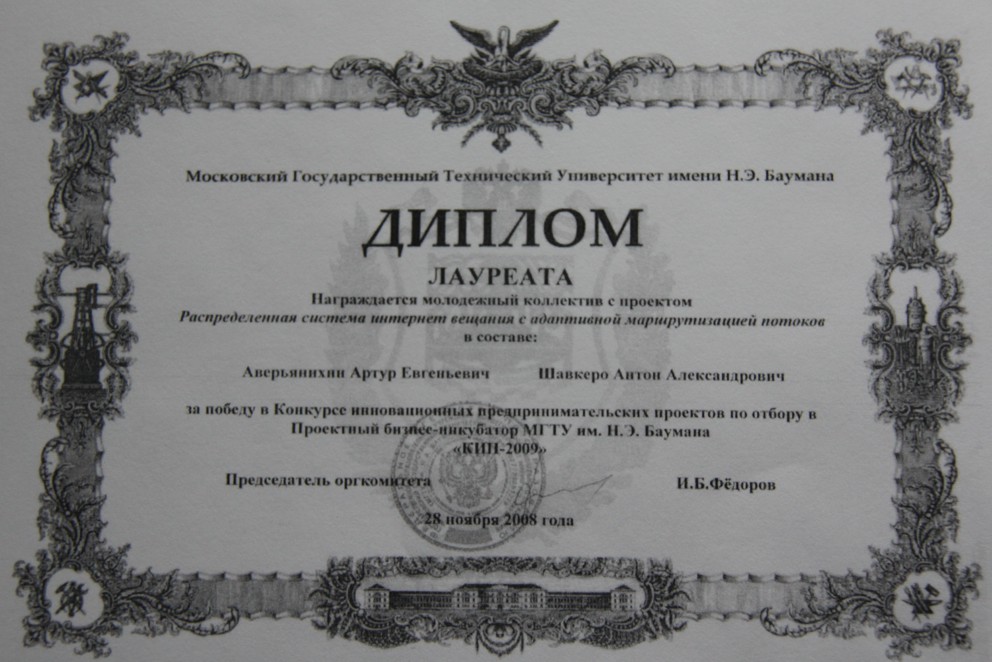 Московский Государственный Технический Университет имени Н.Э. Баумана
ДИПЛОМ
ЛАУРЕАТА
Награждается молодежный коллектив с проектом
Распределенная система интернет вещания с адаптивной маршрутизацией потоков
в составе:
Аверьянихин Артур Евгеньевич Шавкеро Антон Александрович
за победу в Конкурсе инновационных предпринимательских проектов по отбору в
Проектный бизнес-инкубатор МГТУ им. Н.Э. Баумана
«КИП-2009»
Председатель оргкомитета И.Б.Фёдоров
28 ноября 2008 года